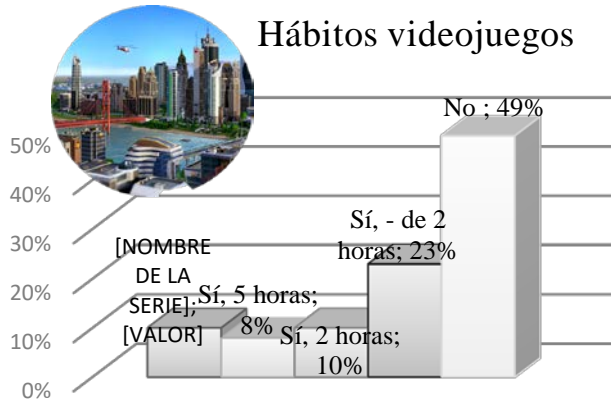 Hábitos videojuegos
No ; 49%
50%
40%
30%
20%
10%
0%
[NOMBRE
DE LA
SERIE];
[VALOR]
Sí, 5 horas;
8%
Sí, 2 horas;
10%
Sí, - de 2
horas; 23%